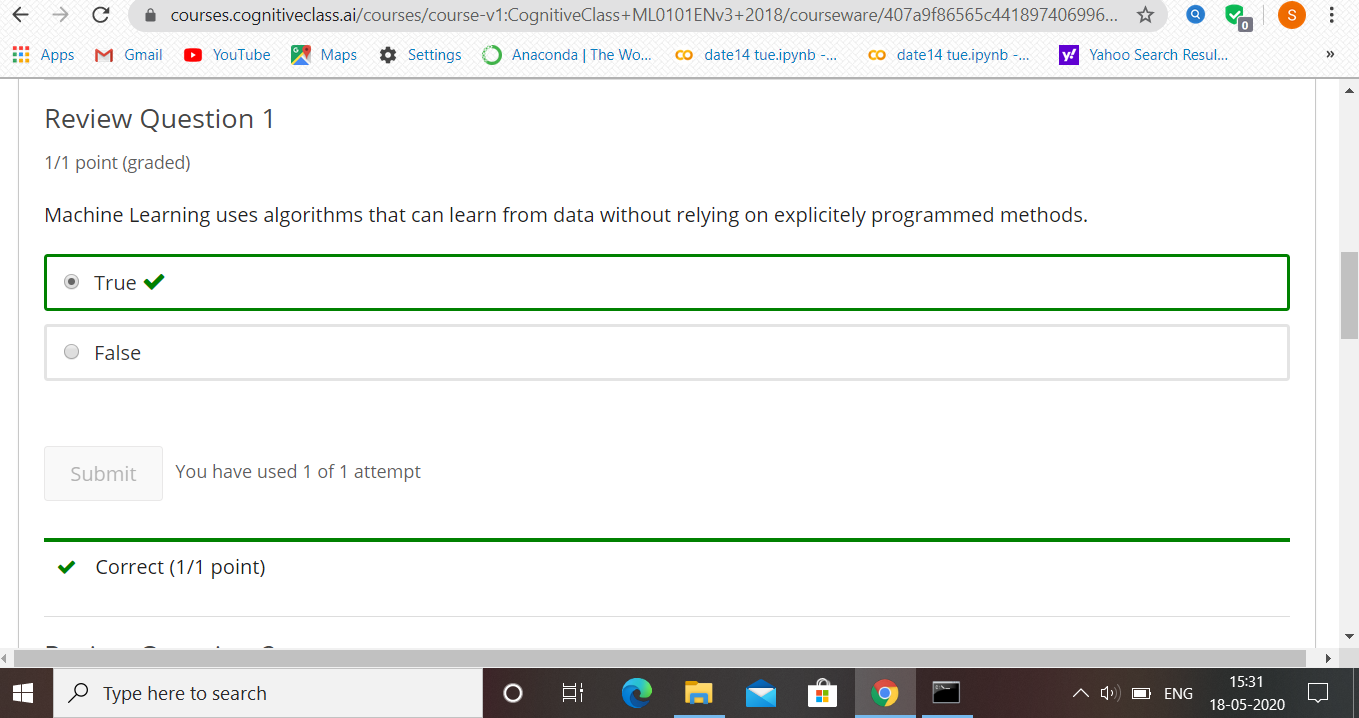 courses.cognitiveclass.ai/courses/course-v1:CognitiveClass+ML0101ENv3+2018/courseware/407a9f86565c441897406996...
S
0
Apps Gmail YouTube Maps Settings Anaconda | The Wo... date14 tue.ipynb -... date14 tue.ipynb -... y! Yahoo Search Resul... »
Review Question 1
1/1 point (graded)
Machine Learning uses algorithms that can learn from data without relying on explicitely programmed methods.
True
False
Submit You have used 1 of 1 attempt
Correct (1/1 point)
Type here to search
ENG
15:31
18-05-2020